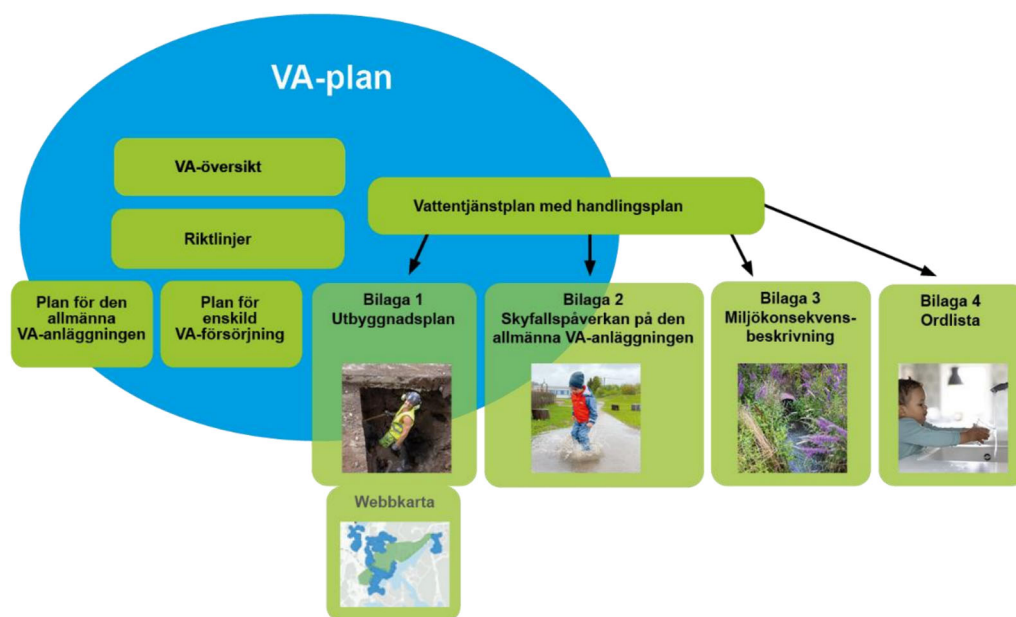 VA-plan
VA-översikt
Vattentjänstplan med handlingsplan
Riktlinjer
Plan för den
allmänna
VA-anläggningen
Plan för
enskild
VA-försörjning
Bilaga 1
Utbyggnadsplan
Bilaga 2
Skyfallspåverkan på den
allmänna VA-anläggningen
Bilaga 3
Miljökonsekvens-
beskrivning
Bilaga 4
Ordlista
Webbkarta